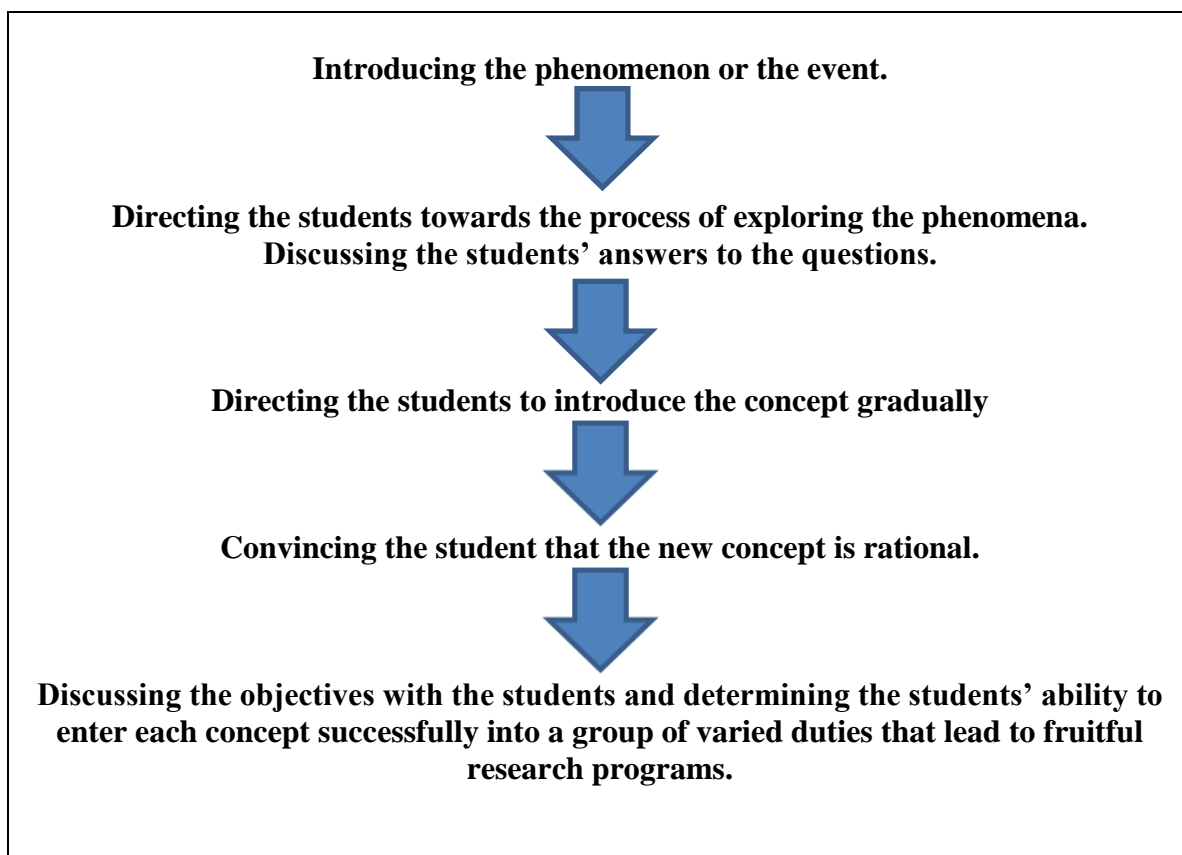 Introducing the phenomenon or the event.
Directing the students towards the process of exploring the phenomena.
Discussing the students’ answers to the questions.
Directing the students to introduce the concept gradually
Convincing the student that the new concept is rational.
Discussing the objectives with the students and determining the students’ ability to
enter each concept successfully into a group of varied duties that lead to fruitful
research programs.